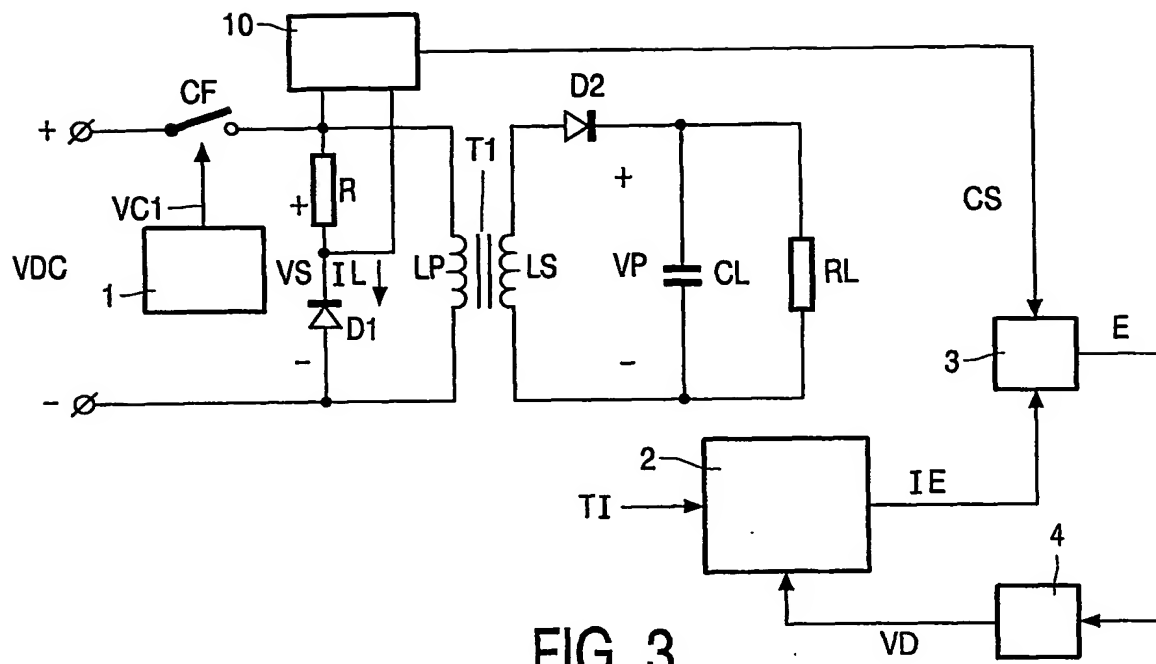 10
CF
D2
+
T1
+
R
+
CS
VC1
VDC
1
VS
IL
LP
LS
VP
CL
RL
D1
E
3
-
-
-
2
IE
TI
4
VD
FIG. 3